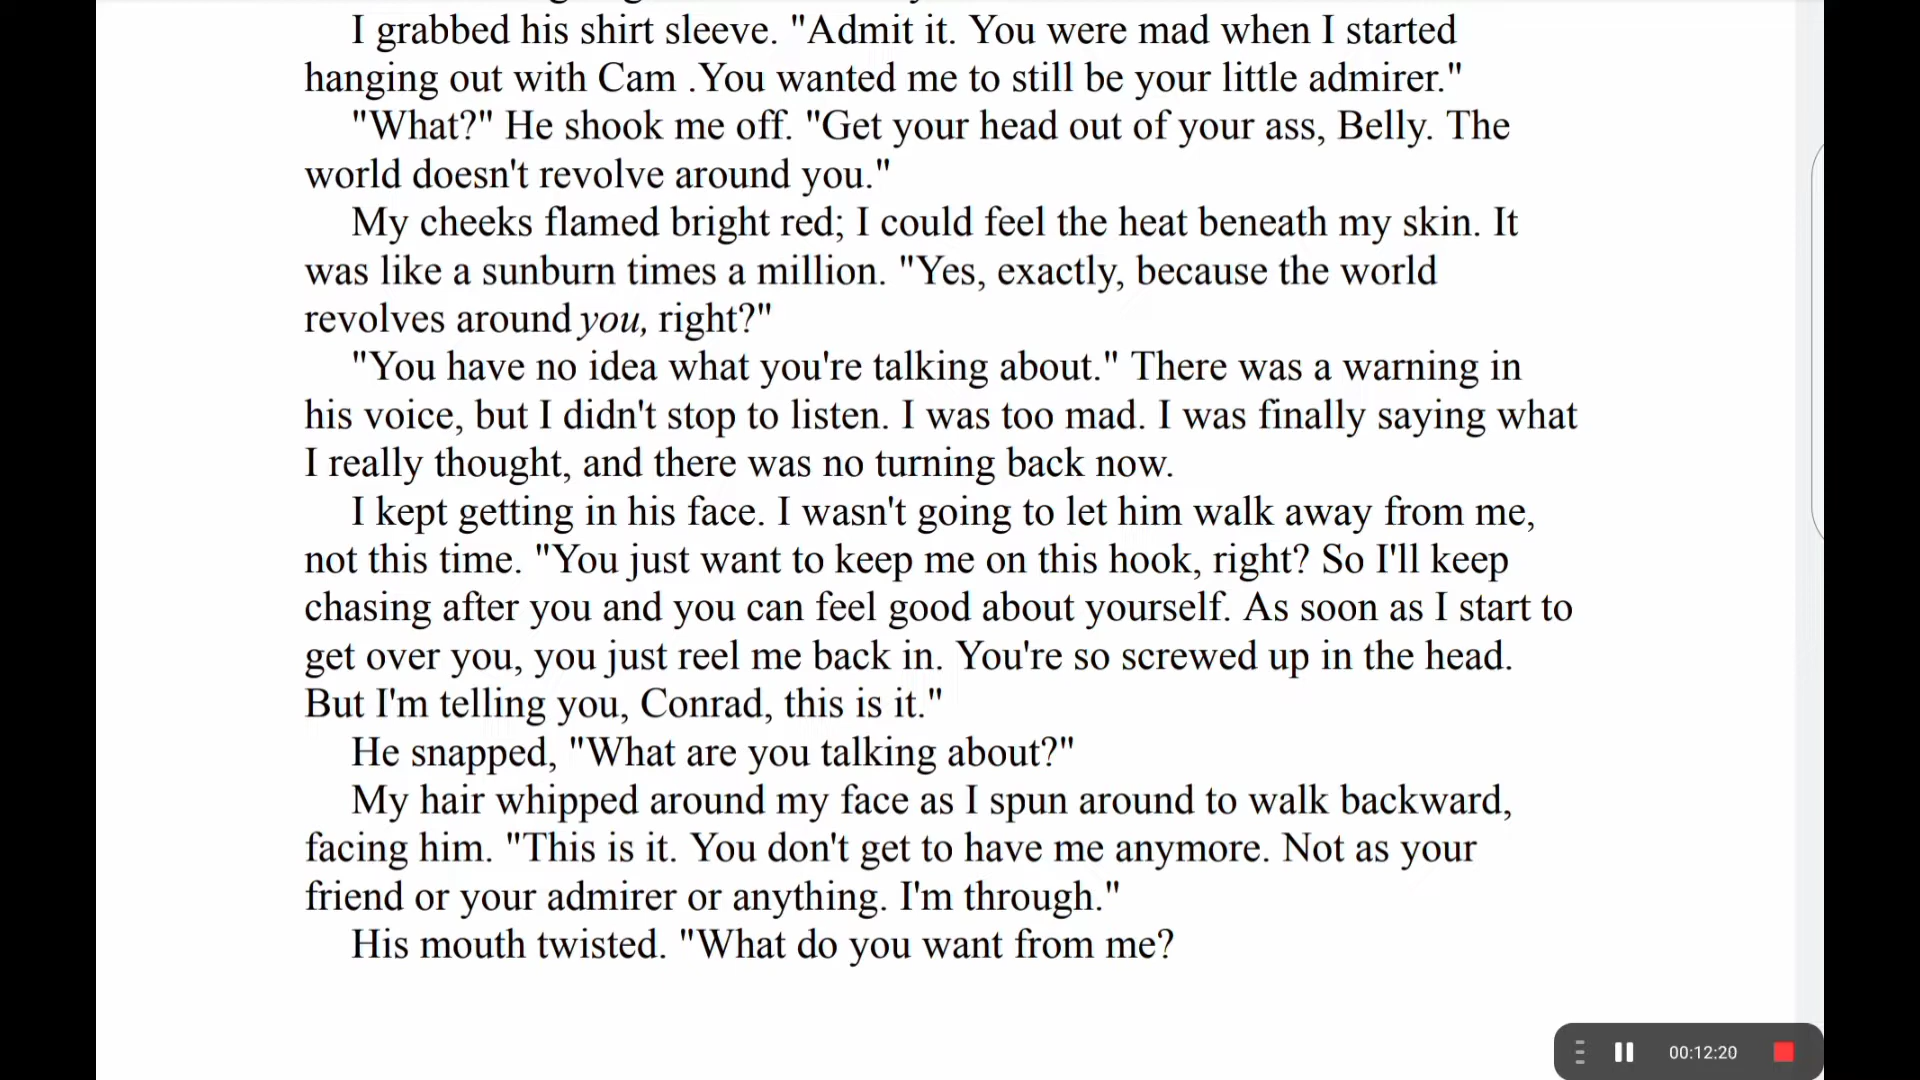 I grabbed his shirt sleeve. "Admit it. You were mad when I started
hanging out with Cam .You wanted me to still be your little admirer."
"What?" He shook me off. "Get your head out of your ass, Belly. The
world doesn't revolve around you."
My cheeks flamed bright red; I could feel the heat beneath my skin. It
was like a sunburn times a million. "Yes, exactly, because the world
revolves around you, right?"
"You have no idea what you're talking about." There was a warning in
his voice, but I didn't stop to listen. I was too mad. I was finally saying what
I really thought, and there was no turning back now.
I kept getting in his face. I wasn't going to let him walk away from me,
not this time. "You just want to keep me on this hook, right? So I'll keep
chasing after you and you can feel good about yourself. As soon as I start to
get over you, you just reel me back in. You're so screwed up in the head.
But I'm telling you, Conrad, this is it."
He snapped, "What are you talking about?"
My hair whipped around my face as I spun around to walk backward,
facing him. "This is it. You don't get to have me anymore. Not as your
friend or your admirer or anything. I'm through."
His mouth twisted. "What do you want from me?
00:12:20